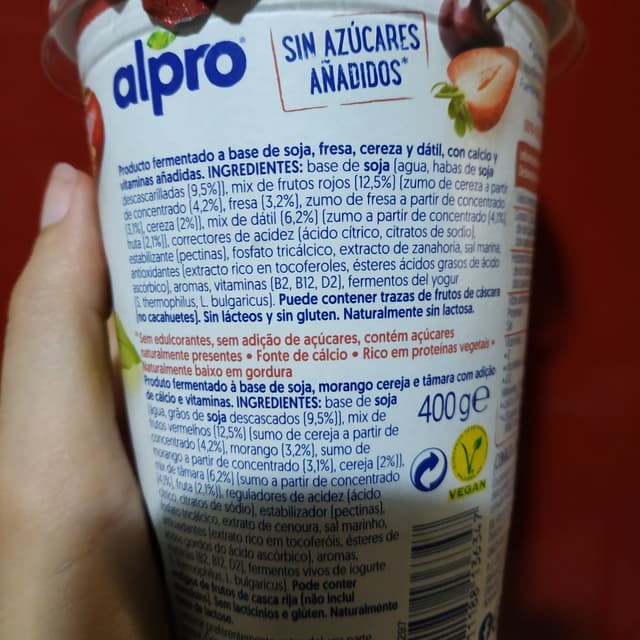 alpro
SIN AZÚCARES
AÑADIDOS*
Producto fermentado a base de soja, fresa, cereza y dátil, con calcio y
vitaminas añadidas. INGREDIENTES: base de soja (agua, habas de soja
descascarilladas (9,5%)), mix de frutos rojos (12,5%) (zumo de cereza a partir
de concentrado (4,2%), fresa (3,2%), zumo de fresa a partir de concentrado
(3,1%), cereza (2%)), mix de dátil (6,2%) (zumo a partir de concentrado (4,1%),
fruta (2,1%)), correctores de acidez (ácido cítrico, citratos de sodio),
estabilizante (pectinas), fosfato tricálcico, extracto de zanahoria, sal marina,
antioxidantes (extracto rico en tocoferoles, ésteres ácidos grasos de ácido
ascórbico), aromas, vitaminas (B2, B12, D2), fermentos del yogur
(S. thermophilus, L. bulgaricus). Puede contener trazas de frutos de cáscara
(no cacahuetes). Sin lácteos y sin gluten. Naturalmente sin lactosa.
*Sem edulcorantes, sem adição de açúcares, contém açúcares
naturalmente presentes • Fonte de cálcio • Rico em proteínas vegetais •
Naturalmente baixo em gordura
Produto fermentado à base de soja, morango cereja e tâmara com adição
de cálcio e vitaminas. INGREDIENTES: base de soja
(água, grãos de soja descascados (9,5%)), mix de
frutos vermelhos (12,5%) (sumo de cereja a partir de
concentrado (4,2%), morango (3,2%), sumo de
morango a partir de concentrado (3,1%), cereja (2%)),
mix de tâmara (6,2%) (sumo a partir de concentrado
(4,1%), fruta (2,1%)), reguladores de acidez (ácido
cítrico, citratos de sódio), estabilizador (pectinas),
tricálcico, extrato de cenoura, sal marinho,
antioxidantes (extrato rico em tocoferóis, ésteres de
gordos do ácido ascórbico), aromas,
(B2, B12, D2), fermentos vivos de iogurte
L. bulgaricus). Pode conter
de frutos de casca rija (não inclui
Sem lacticínios e glúten. Naturalmente
de lactose.
400 g e
VEGAN